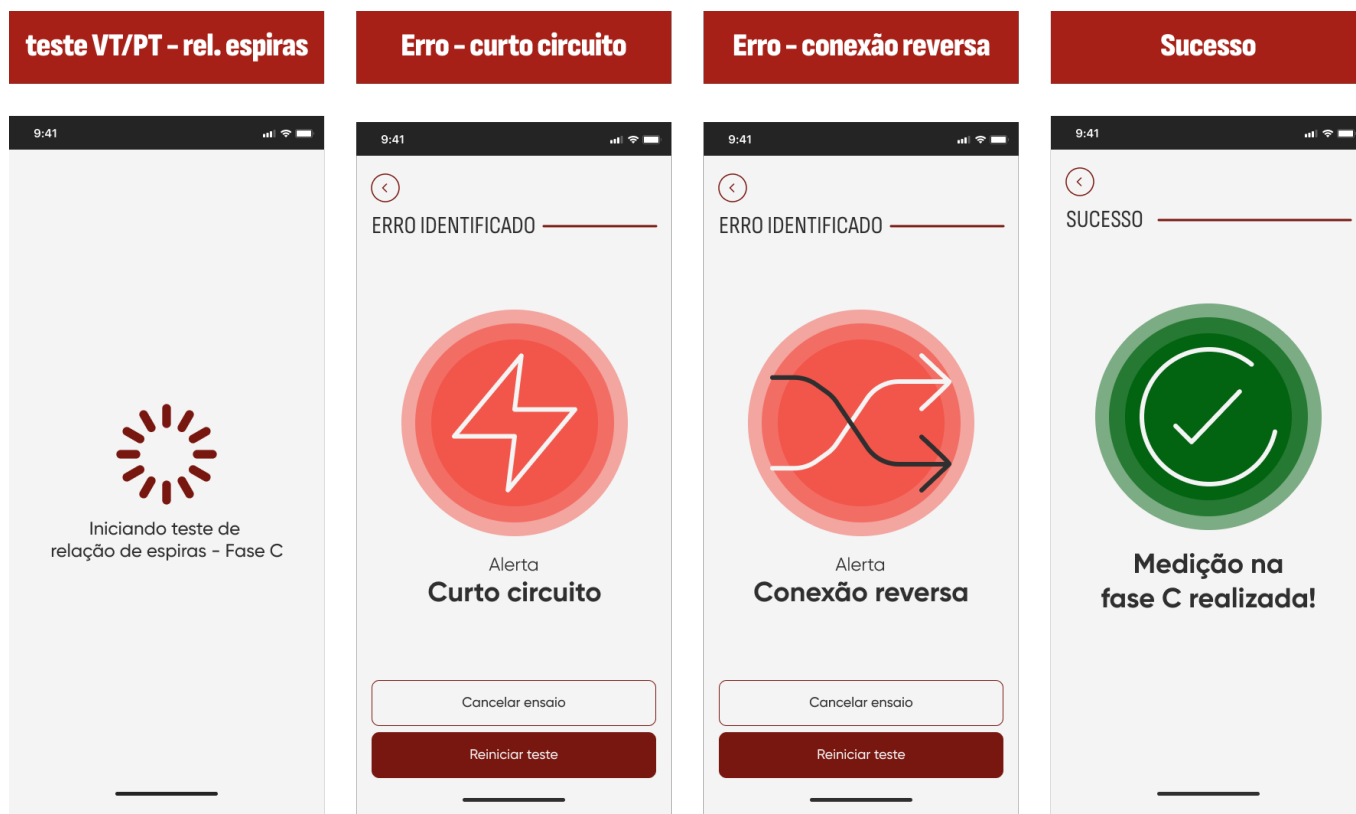 teste VT/PT - rel. espiras
9:41
Iniciando teste de
relação de espiras - Fase C
Erro - curto circuito
9:41
ERRO IDENTIFICADO
Alerta
Curto circuito
Cancelar ensaio
Reiniciar teste
Erro - conexão reversa
9:41
ERRO IDENTIFICADO
Alerta
Conexão reversa
Cancelar ensaio
Reiniciar teste
Sucesso
9:41
SUCESSO
Medição na
fase C realizada!